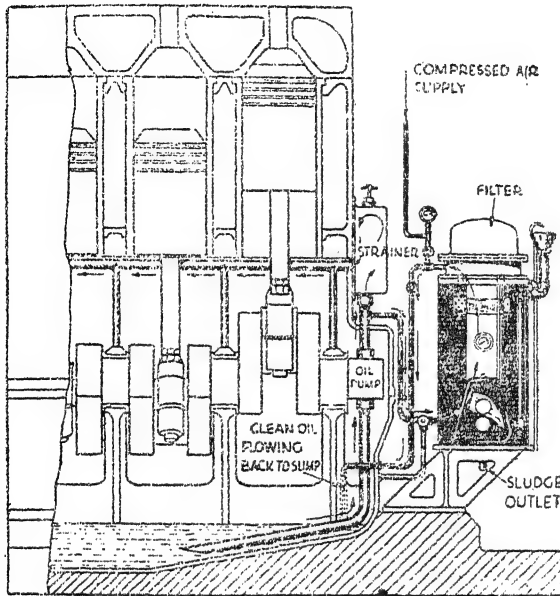 COMPRESSED AIR
SUPPLY
FILTER
STRAINER
OIL
PUMP
CLEAN OIL
FLOWING
BACK TO SUMP
SLUDGE
OUTLET